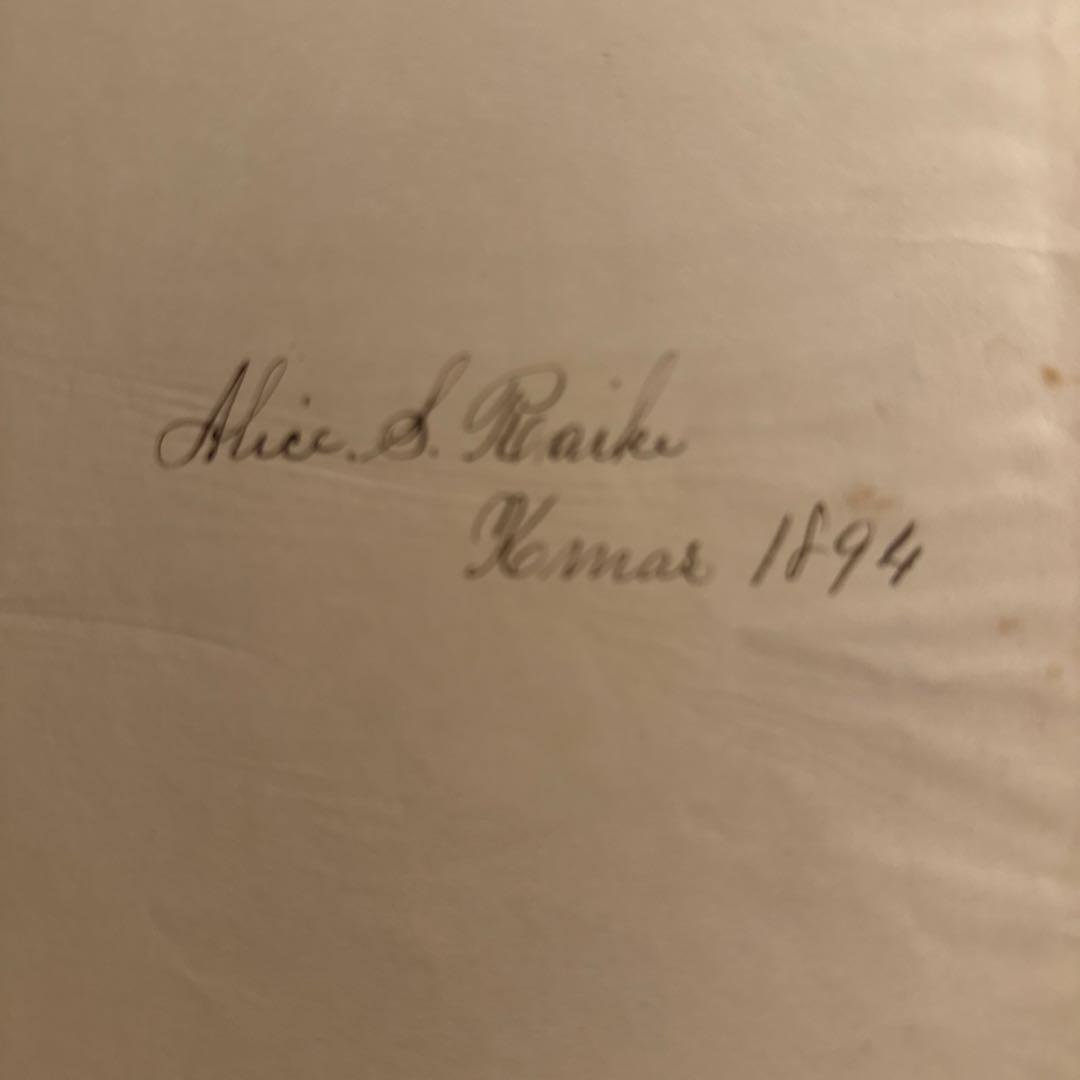 Alice. S. Raike
Xmas 1894